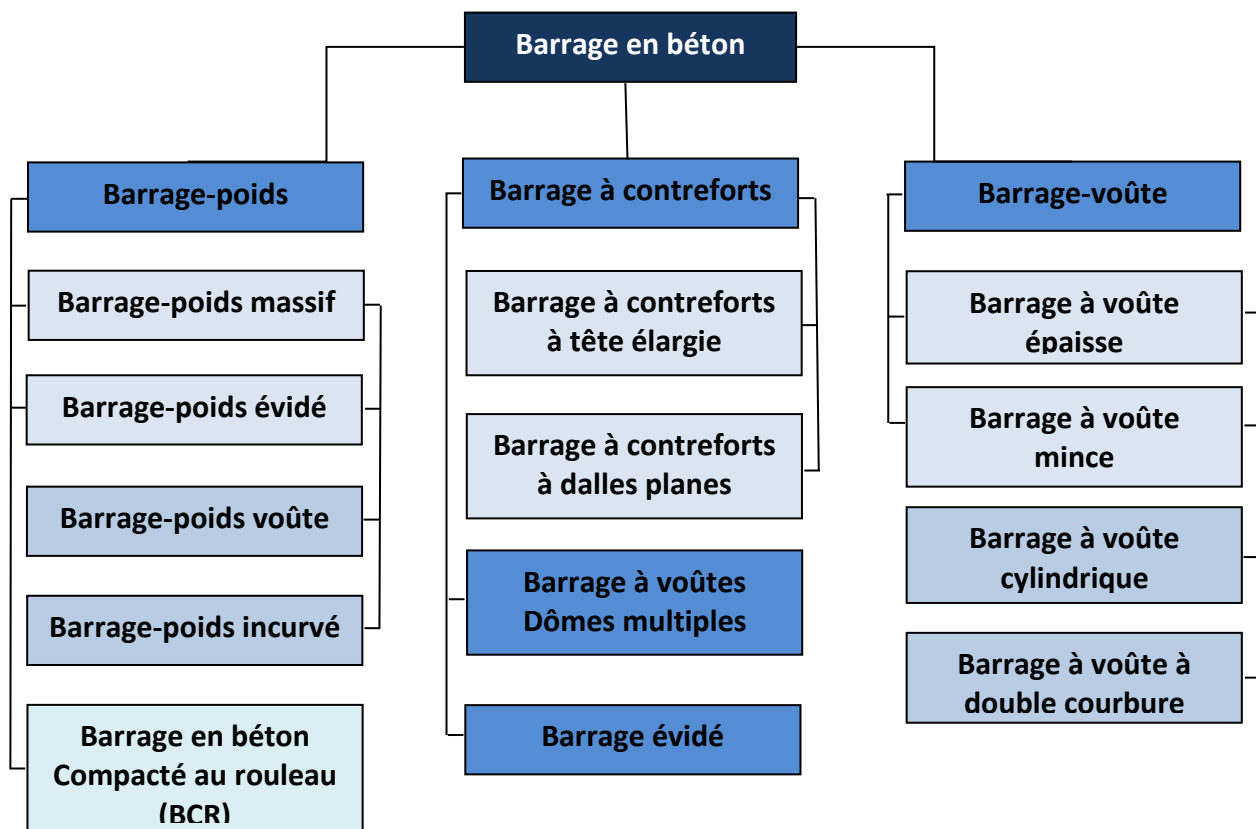 Barrage en béton
Barrage-poids
Barrage-poids massif
Barrage-poids évidé
Barrage-poids voûte
Barrage-poids incurvé
Barrage en béton
Compacté au rouleau
(BCR)
Barrage à contreforts
Barrage à contreforts
à tête élargie
Barrage à contreforts
à dalles planes
Barrage à voûtes
Dômes multiples
Barrage évidé
Barrage-voûte
Barrage à voûte
épaisse
Barrage à voûte
mince
Barrage à voûte
cylindrique
Barrage à voûte à
double courbure